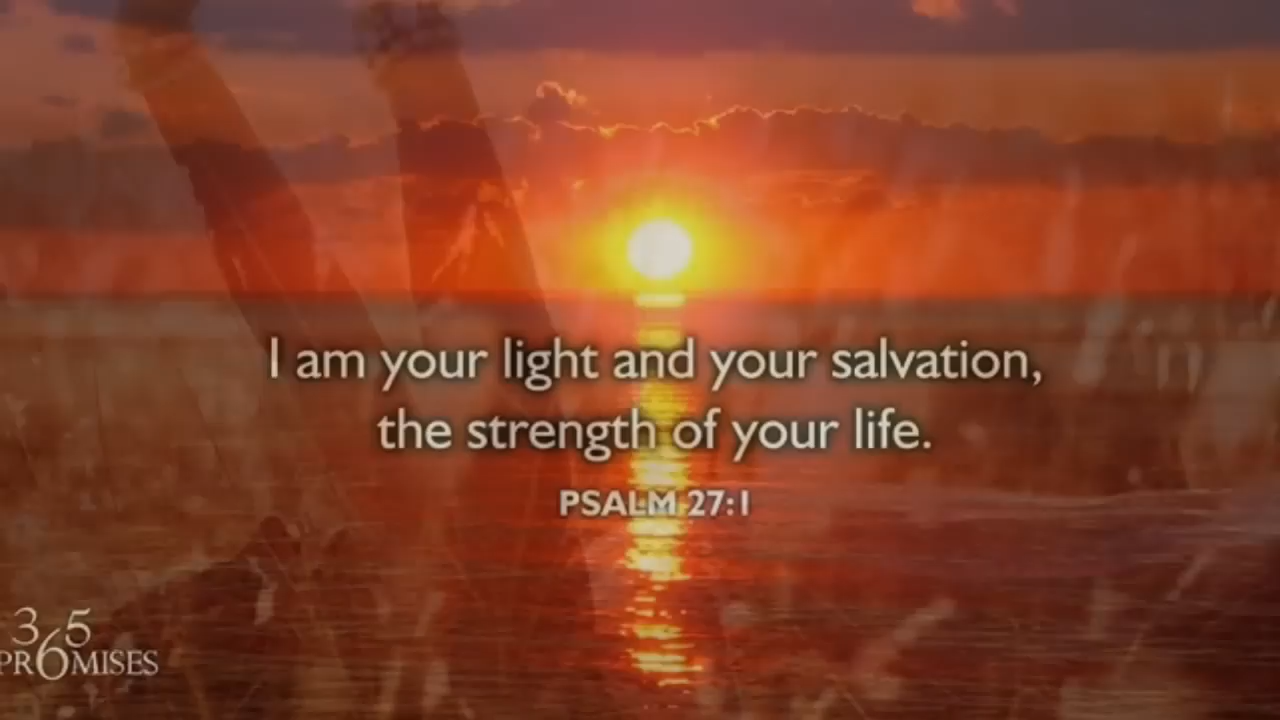 I am your light and your salvation,
the strength of your life.
PSALM 27:1
365
PROMISES